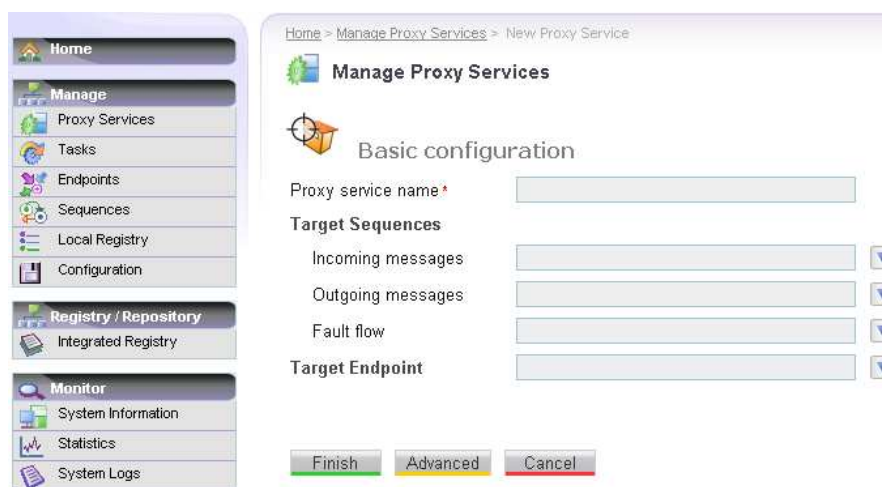 Home
Manage
Proxy Services
Tasks
Endpoints
Sequences
Local Registry
Configuration
Registry / Repository
Integrated Registry
Monitor
System Information
Statistics
System Logs
Home > Manage Proxy Services > New Proxy Service
Manage Proxy Services
Basic configuration
Proxy service name *
Target Sequences
Incoming messages
Outgoing messages
Fault flow
Target Endpoint
Finish Advanced Cancel